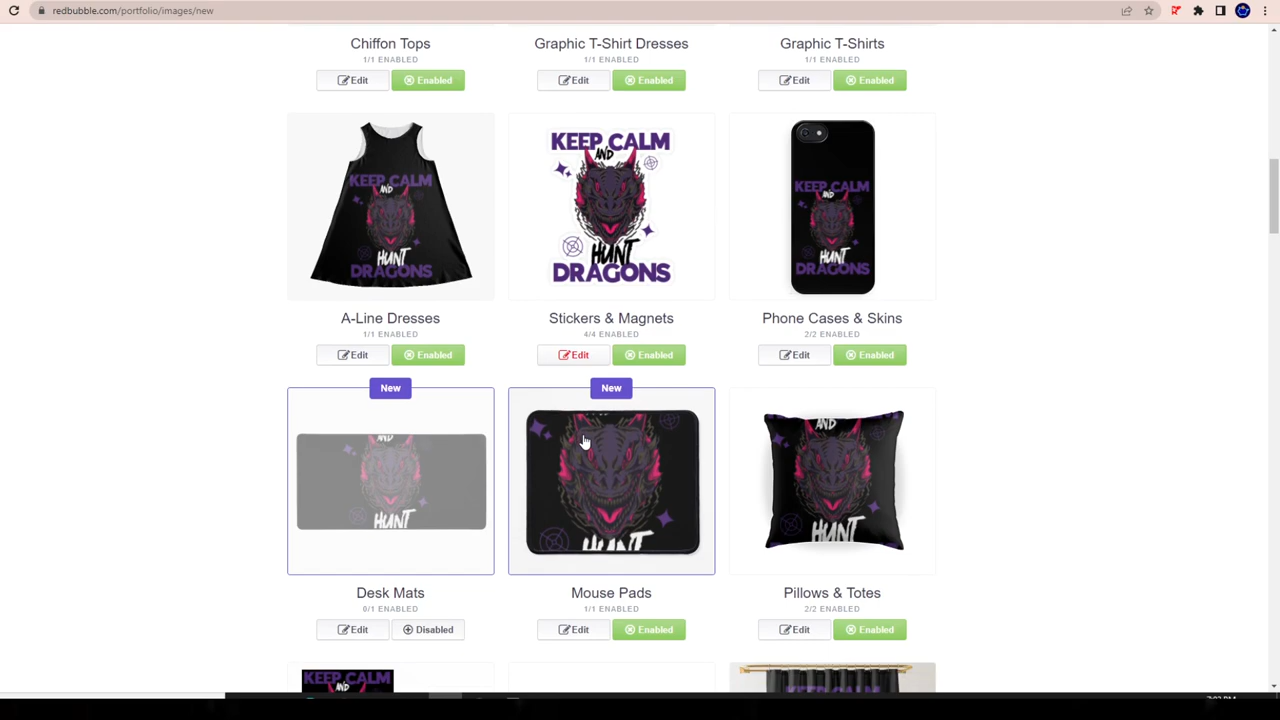 redbubble.com/portfolio/images/new
Chiffon Tops
1/1 ENABLED
Edit
Enabled
Graphic T-Shirt Dresses
1/1 ENABLED
Edit
Enabled
Graphic T-Shirts
1/1 ENABLED
Edit
Enabled
KEEP CALM
AND
HUNT
DRAGONS
A-Line Dresses
1/1 ENABLED
Edit
Enabled
KEEP CALM
AND
HUNT
DRAGONS
Stickers & Magnets
4/4 ENABLED
Edit
Enabled
KEEP CALM
AND
HUNT
DRAGONS
Phone Cases & Skins
2/2 ENABLED
Edit
Enabled
New
AND
HUNT
Desk Mats
0/1 ENABLED
Edit
Disabled
New
HUNT
Mouse Pads
1/1 ENABLED
Edit
Enabled
AND
HUNT
Pillows & Totes
2/2 ENABLED
Edit
Enabled
KEEP CALM
AND